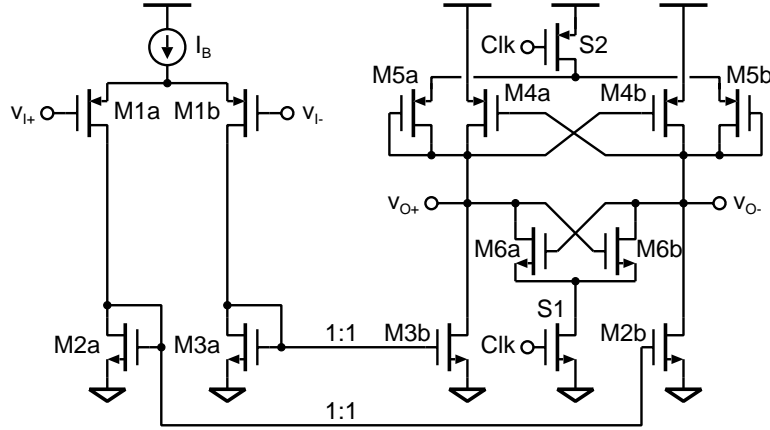 Clk
S2
I_B
M5a
M5b
M4a
M4b
v_I+
M1a
M1b
v_I-
v_O+
v_O-
M6a
M6b
S1
M2a
M3a
1:1
M3b
Clk
M2b
1:1